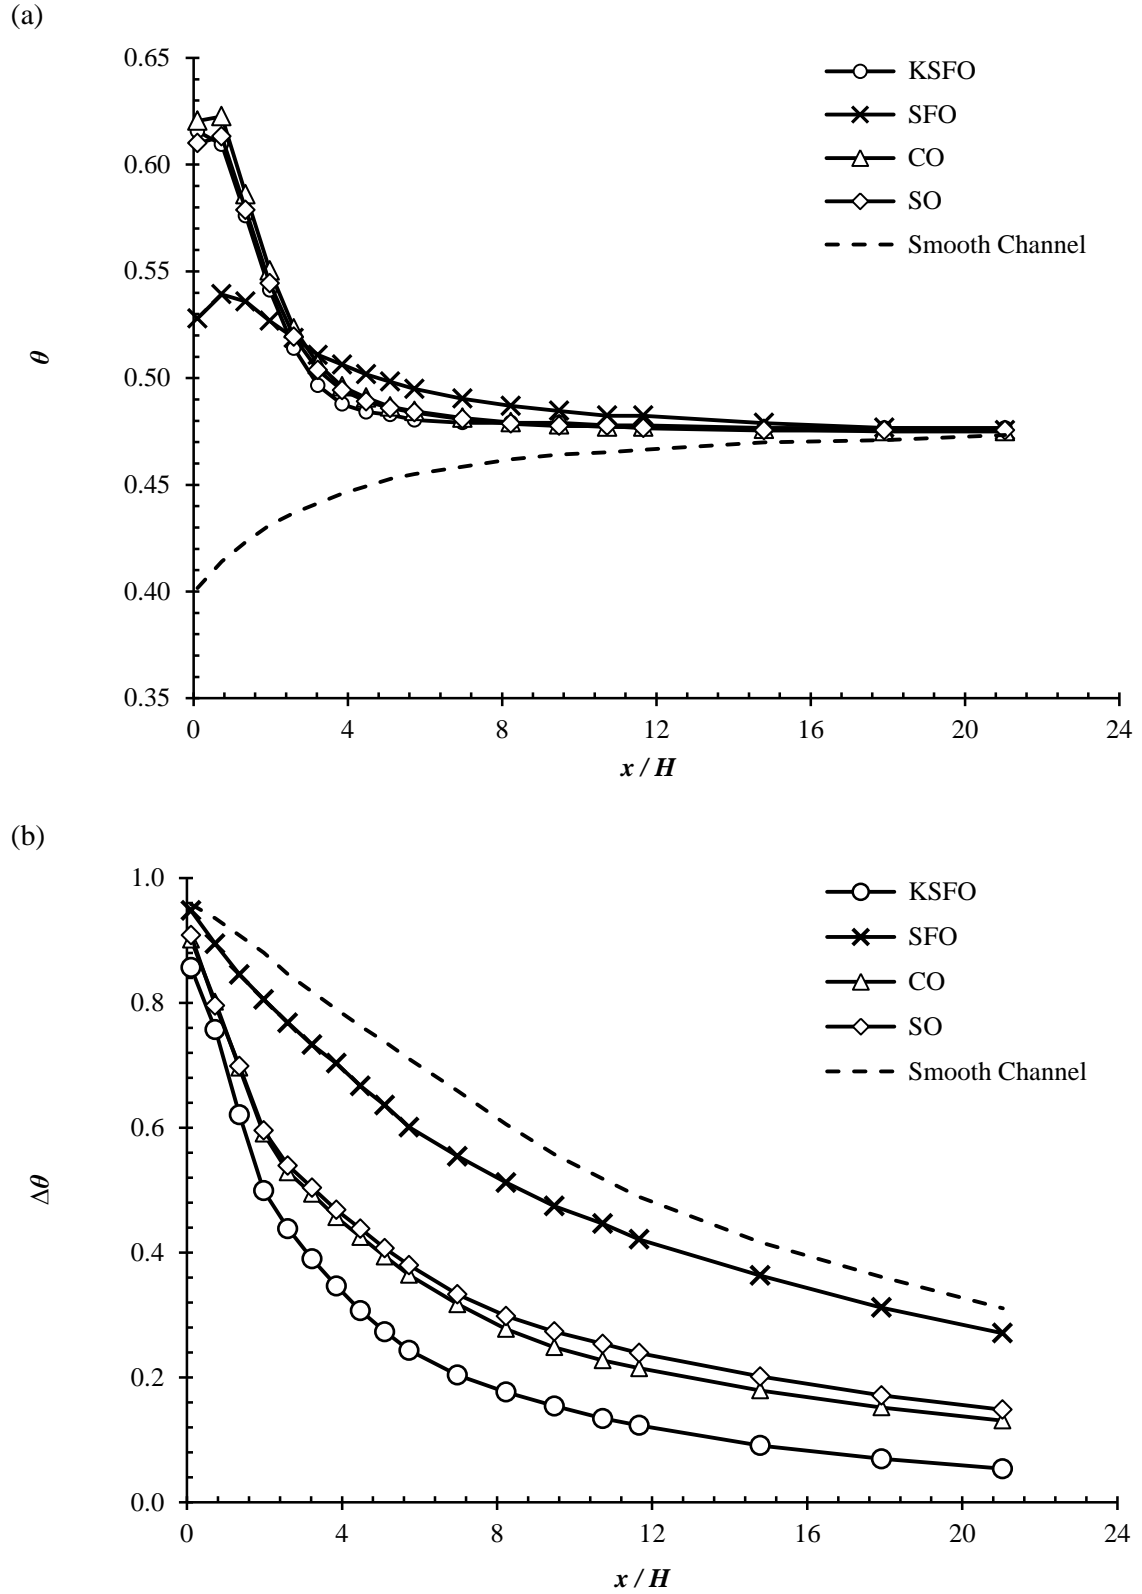 (a)
0.65
0.60
0.55
0.50
0.45
0.40
0.35
θ
0 4 8 12 16 20 24
x / H
KSFO
SFO
CO
SO
Smooth Channel
(b)
1.0
0.8
0.6
0.4
0.2
0.0
Δθ
0 4 8 12 16 20 24
x / H
KSFO
SFO
CO
SO
Smooth Channel